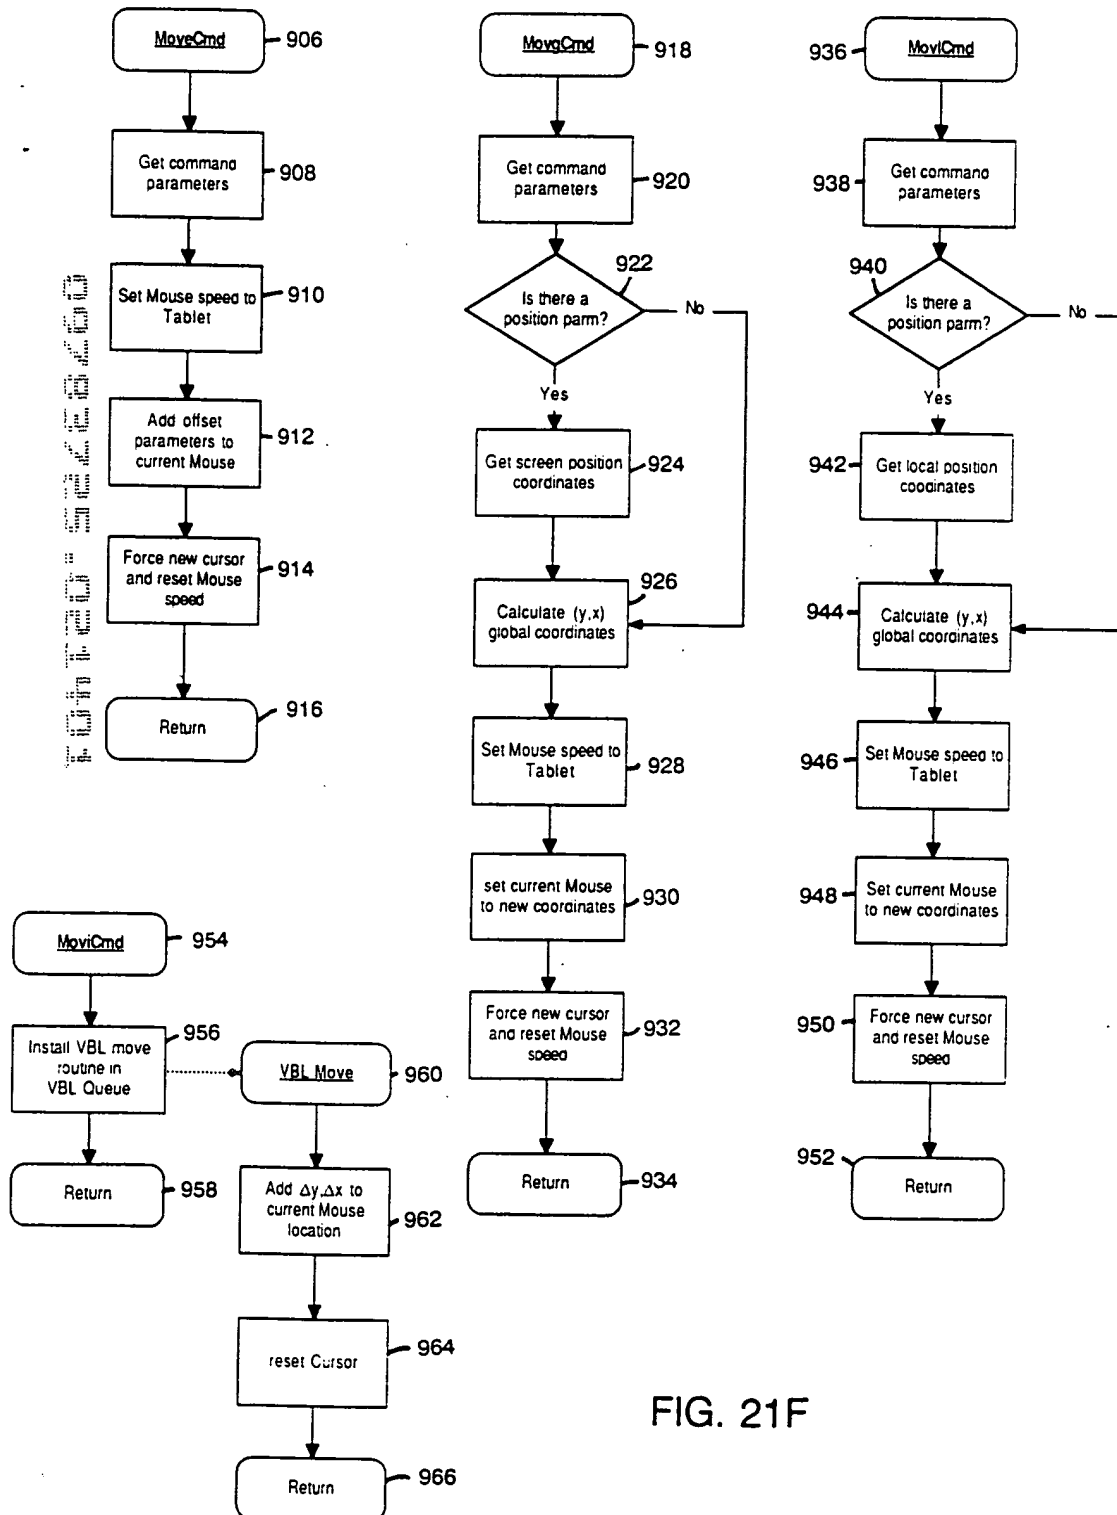 MoveCmd
906
Get command
parameters
908
Set Mouse speed to
Tablet
910
Add offset
parameters to
current Mouse
912
Force new cursor
and reset Mouse
speed
914
Return
916
MovgCmd
918
Get command
parameters
920
922
Is there a
position parm?
No
Yes
Get screen position
coordinates
924
926
Calculate (y,x)
global coordinates
Set Mouse speed to
Tablet
928
set current Mouse
to new coordinates
930
Force new cursor
and reset Mouse
speed
932
Return
934
MovlCmd
936
Get command
parameters
938
940
Is there a
position parm?
No
Yes
942
Get local position
coodinates
944
Calculate (y,x)
global coordinates
946
Set Mouse speed to
Tablet
948
Set current Mouse
to new coordinates
950
Force new cursor
and reset Mouse
speed
952
Return
MoviCmd
954
956
Install VBL move
routine in
VBL Queue
Return
958
VBL Move
960
Add Δy,Δx to
current Mouse
location
962
reset Cursor
964
Return
966
FIG. 21F